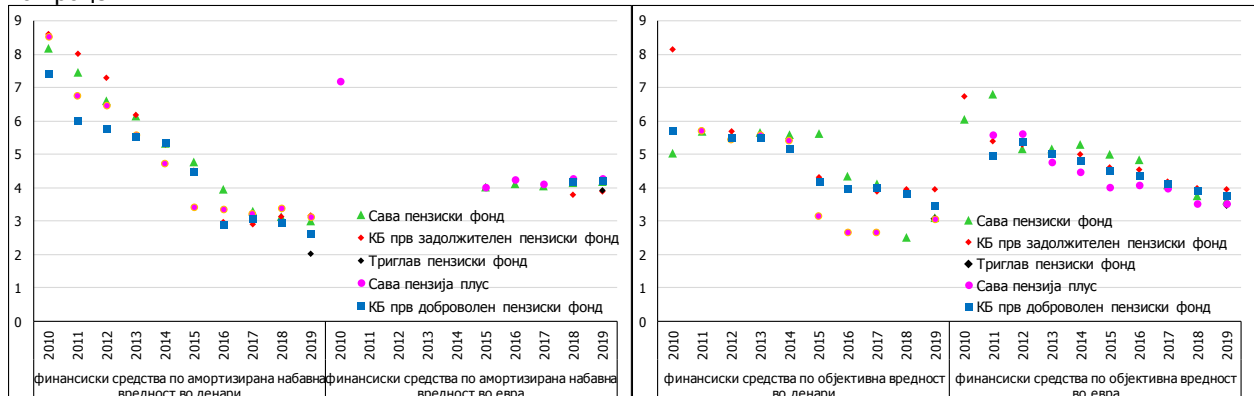 9
8
7
6
5
4
3
2
1
0
Сава пензиски фонд
КБ прв задолжителен пензиски фонд
Триглав пензиски фонд
Сава пензија плус
КБ прв доброволен пензиски фонд
2010 2011 2012 2013 2014 2015 2016 2017 2018 2019 2010 2011 2012 2013 2014 2015 2016 2017 2018 2019
финансиски средства по амортизирана набавна
вредност во денари
финансиски средства по амортизирана набавна
вредност во евра
9
8
7
6
5
4
3
2
1
0
Сава пензиски фонд
КБ прв задолжителен пензиски фонд
Триглав пензиски фонд
Сава пензија плус
КБ прв доброволен пензиски фонд
2010 2011 2012 2013 2014 2015 2016 2017 2018 2019 2010 2011 2012 2013 2014 2015 2016 2017 2018 2019
финансиски средства по објективна вредност
во денари
финансиски средства по објективна вредност
во евра